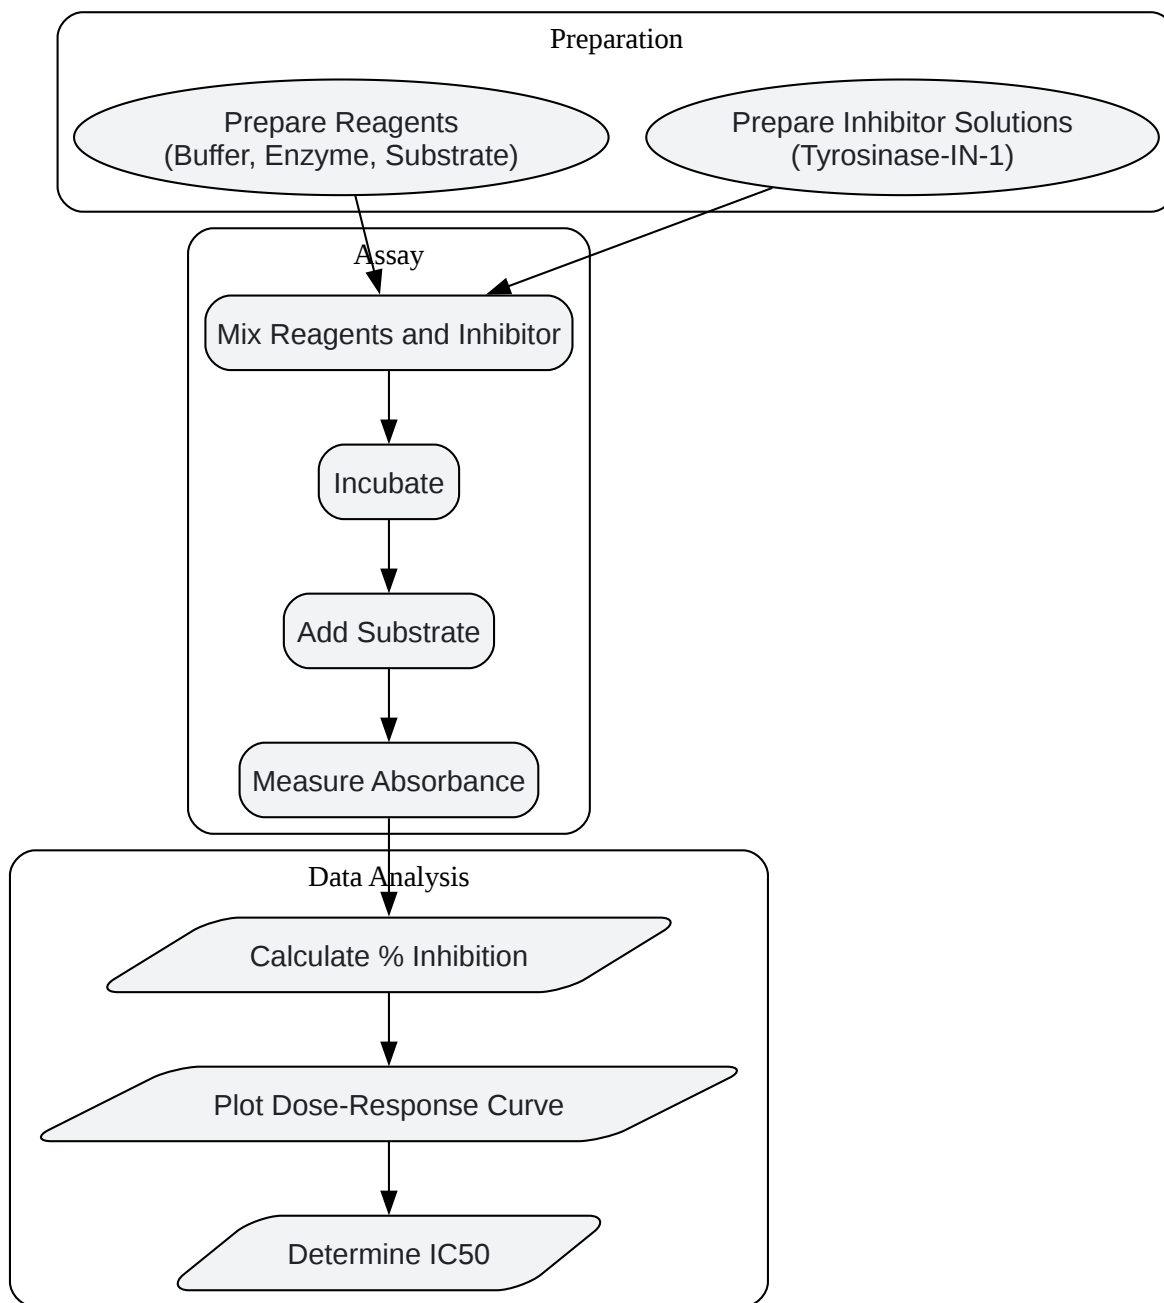 Preparation
Prepare Reagents
(Buffer, Enzyme, Substrate)
Prepare Inhibitor Solutions
(Tyrosinase-IN-1)
Assay
Mix Reagents and Inhibitor
Incubate
Add Substrate
Measure Absorbance
Data Analysis
Calculate % Inhibition
Plot Dose-Response Curve
Determine IC50